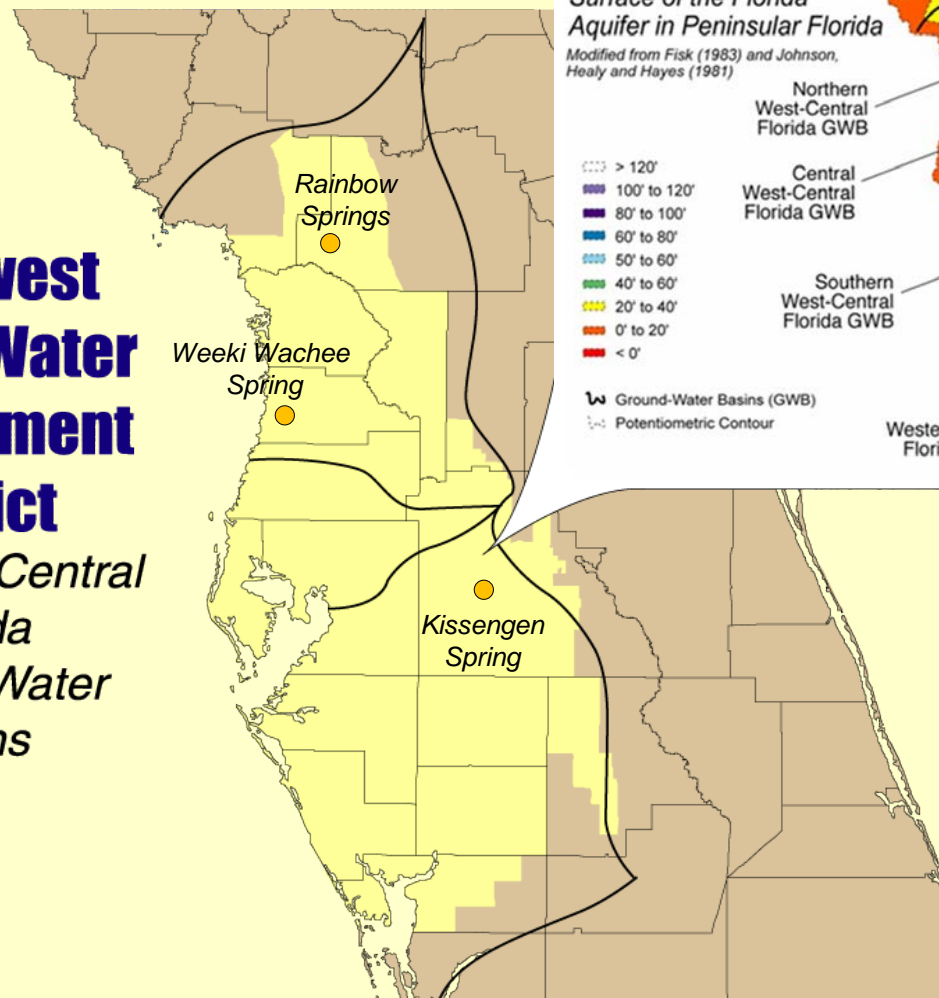 Surface of the Florida
Aquifer in Peninsular Florida
Modified from Fisk (1983) and Johnson,
Healy and Hayes (1981)
Northern
West-Central
Florida GWB
Central
West-Central
Florida GWB
Southern
West-Central
Florida GWB
> 120'
100' to 120'
80' to 100'
60' to 80'
50' to 60'
40' to 60'
20' to 40'
0' to 20'
< 0'
Ground-Water Basins (GWB)
Potentiometric Contour
Weste
Flori
Rainbow
Springs
Weeki Wachee
Spring
Kissengen
Spring
vest
Water
ment
ict
Central
da
Water
ns